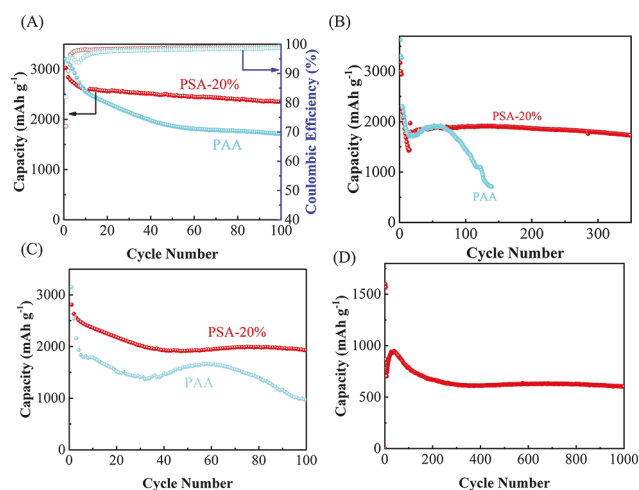 (A)
Capacity (mAh g⁻¹)
3000
2000
1000
0
PSA-20%
PAA
100
90
80
70
60
50
40
Coulombic Efficiency (%)
0 20 40 60 80 100
Cycle Number
(B)
Capacity (mAh g⁻¹)
3000
2000
1000
0
PSA-20%
PAA
0 100 200 300
Cycle Number
(C)
Capacity (mAh g⁻¹)
3000
2000
1000
0
PSA-20%
PAA
0 20 40 60 80 100
Cycle Number
(D)
Capacity (mAh g⁻¹)
1500
1000
500
0
0 200 400 600 800 1000
Cycle Number